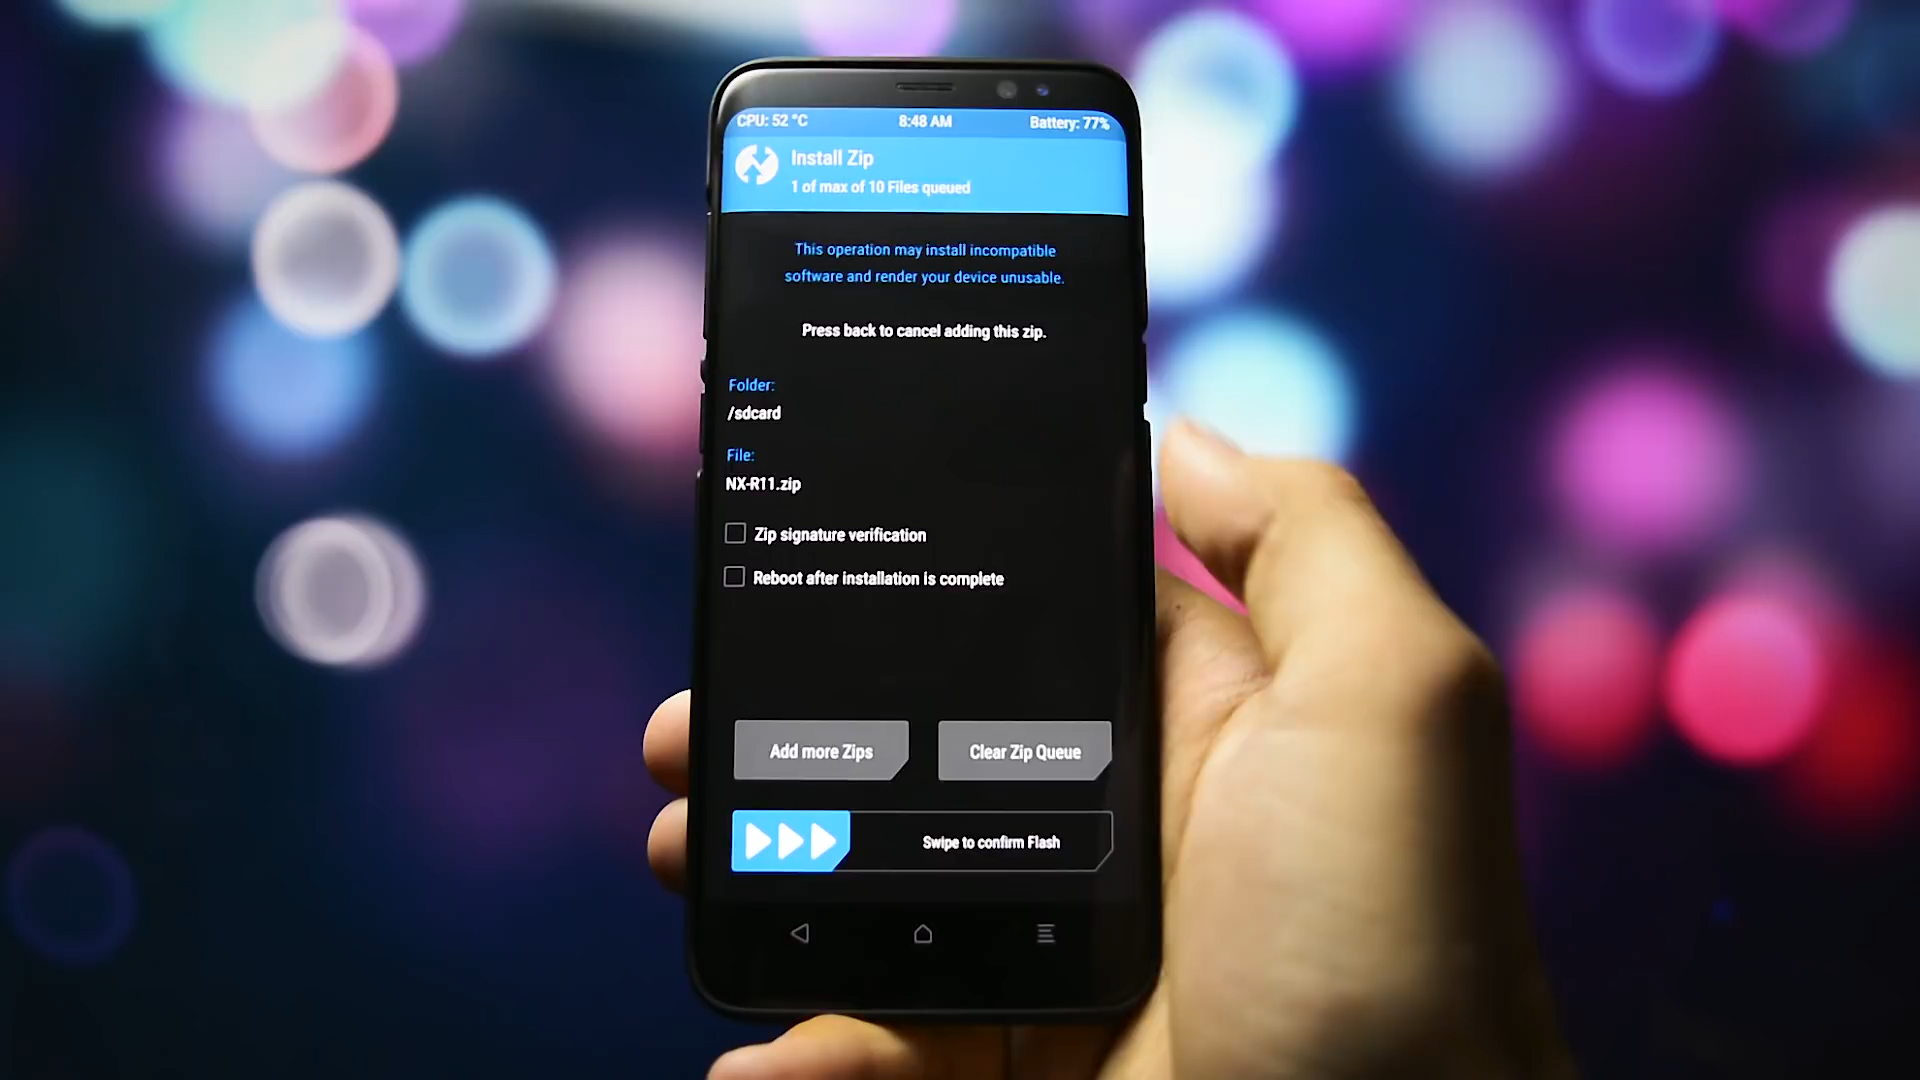 CPU: 52 °C 8:48 AM Battery: 77%
Install Zip
1 of max of 10 Files queued
This operation may install incompatible
software and render your device unusable.
Press back to cancel adding this zip.
Folder:
/sdcard
File:
NX-R11.zip
Zip signature verification
Reboot after installation is complete
Add more Zips Clear Zip Queue
Swipe to confirm Flash